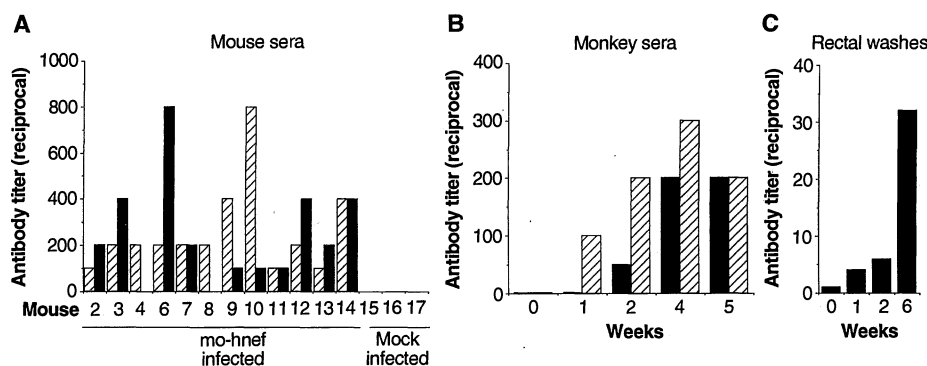 A
Mouse sera
Antibody titer (reciprocal)
1000
800
600
400
200
0
Mouse 2 3 4 6 7 8 9 10 11 12 13 14 15 16 17
mo-hnef
infected
Mock
infected
B
Monkey sera
Antibody titer (reciprocal)
400
300
200
100
0
0 1 2 4 5
Weeks
C
Rectal washes
Antibody titer (reciprocal)
40
30
20
10
0
0 1 2 6
Weeks